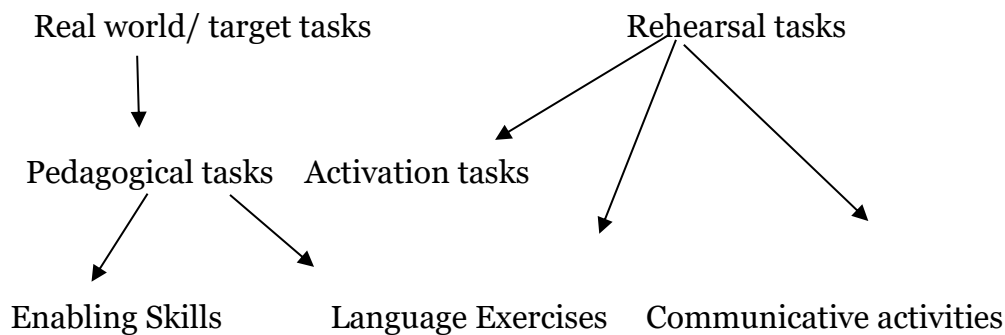 Real world/ target tasks Rehearsal tasks
Pedagogical tasks Activation tasks
Enabling Skills Language Exercises Communicative activities